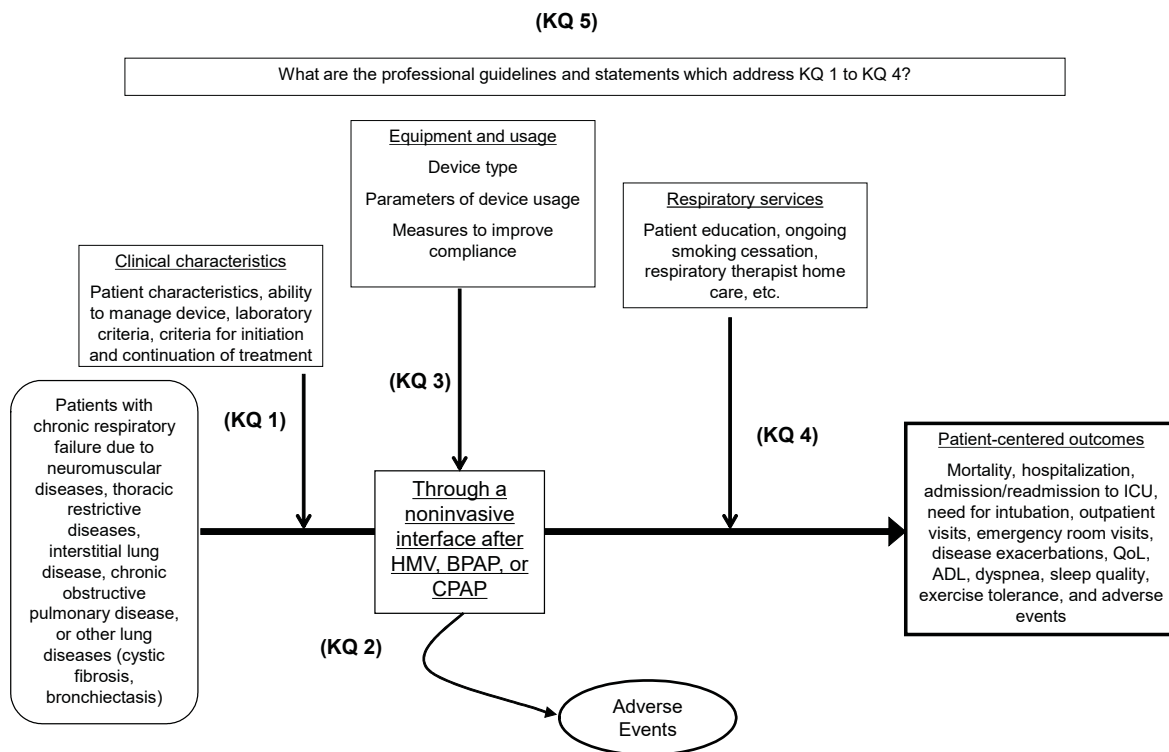 (KQ 5)
What are the professional guidelines and statements which address KQ 1 to KQ 4?
Equipment and usage
Device type
Parameters of device usage
Measures to improve
compliance
Respiratory services
Patient education, ongoing
smoking cessation,
respiratory therapist home
care, etc.
Clinical characteristics
Patient characteristics, ability
to manage device, laboratory
criteria, criteria for initiation
and continuation of treatment
(KQ 3)
(KQ 1)
(KQ 4)
Patients with
chronic respiratory
failure due to
neuromuscular
diseases, thoracic
restrictive
diseases,
interstitial lung
disease, chronic
obstructive
pulmonary disease,
or other lung
diseases (cystic
fibrosis,
bronchiectasis)
Through a
noninvasive
interface after
HMV, BPAP, or
CPAP
Patient-centered outcomes
Mortality, hospitalization,
admission/readmission to ICU,
need for intubation, outpatient
visits, emergency room visits,
disease exacerbations, QoL,
ADL, dyspnea, sleep quality,
exercise tolerance, and adverse
events
(KQ 2)
Adverse
Events